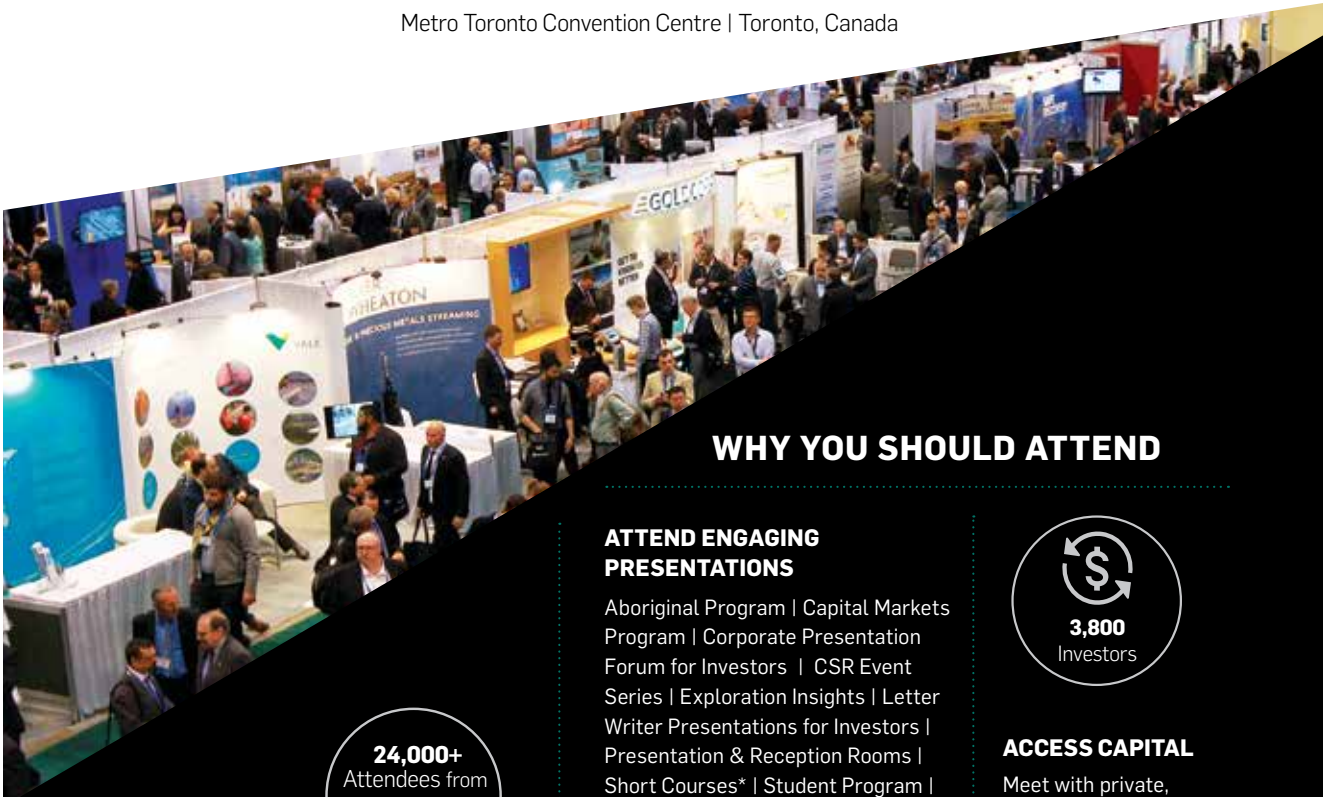 Metro Toronto Convention Centre | Toronto, Canada
GOLDCORP
WHEATON
PRECIOUS METALS STREAMING
VALE
WHY YOU SHOULD ATTEND
ATTEND ENGAGING
PRESENTATIONS
Aboriginal Program | Capital Markets
Program | Corporate Presentation
Forum for Investors | CSR Event
Series | Exploration Insights | Letter
Writer Presentations for Investors |
Presentation & Reception Rooms |
Short Courses* | Student Program |
3,800
Investors
ACCESS CAPITAL
Meet with private,
24,000+
Attendees from